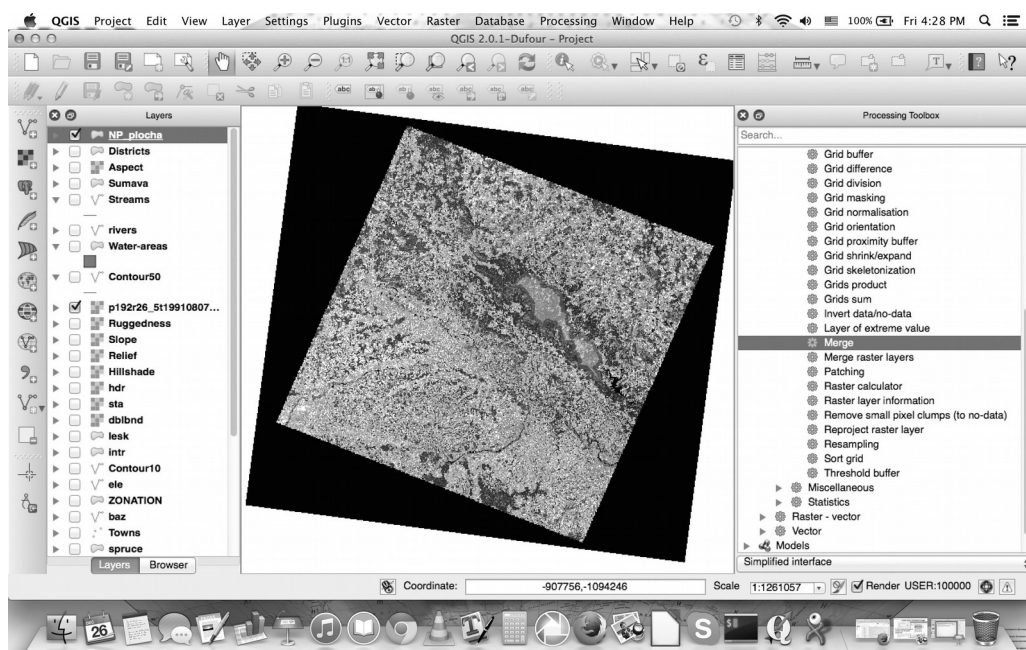 QGIS Project Edit View Layer Settings Plugins Vector Raster Database Processing Window Help 100% Fri 4:28 PM
QGIS 2.0.1-Dufour - Project
abc abc abc abc abc abc
Layers
NP_plocha
Districts
Aspect
Sumava
Streams
rivers
Water-areas
Contour50
p192r26_5t19910807...
Ruggedness
Slope
Relief
Hillshade
hdr
sta
dblbnd
lesk
intr
Contour10
ele
ZONATION
baz
Towns
spruce
Layers Browser
Processing Toolbox
Search...
Grid buffer
Grid difference
Grid division
Grid masking
Grid normalisation
Grid orientation
Grid proximity buffer
Grid shrink/expand
Grid skeletonization
Grids product
Grids sum
Invert data/no-data
Layer of extreme value
Merge
Merge raster layers
Patching
Raster calculator
Raster layer information
Remove small pixel clumps (to no-data)
Reproject raster layer
Resampling
Sort grid
Threshold buffer
Miscellaneous
Statistics
Raster - vector
Vector
Models
Simplified interface
Coordinate: -907756,-1094246 Scale 1:1261057 Render USER:100000
26
S